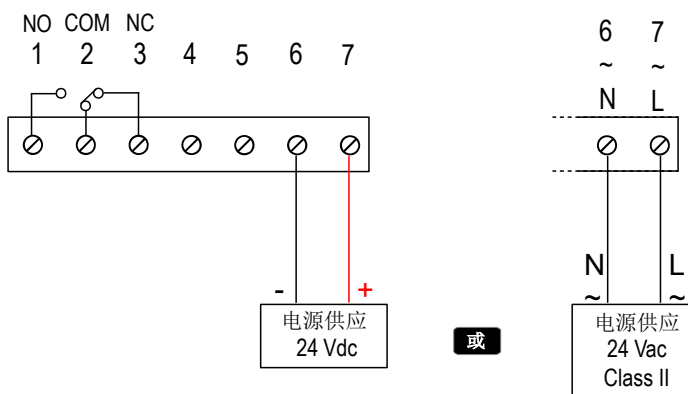 NO COM NC
1 2 3 4 5 6 7
- +
电源供应
24 Vdc
或
6 7
~ ~
N L
N L
~ ~
电源供应
24 Vac
Class II